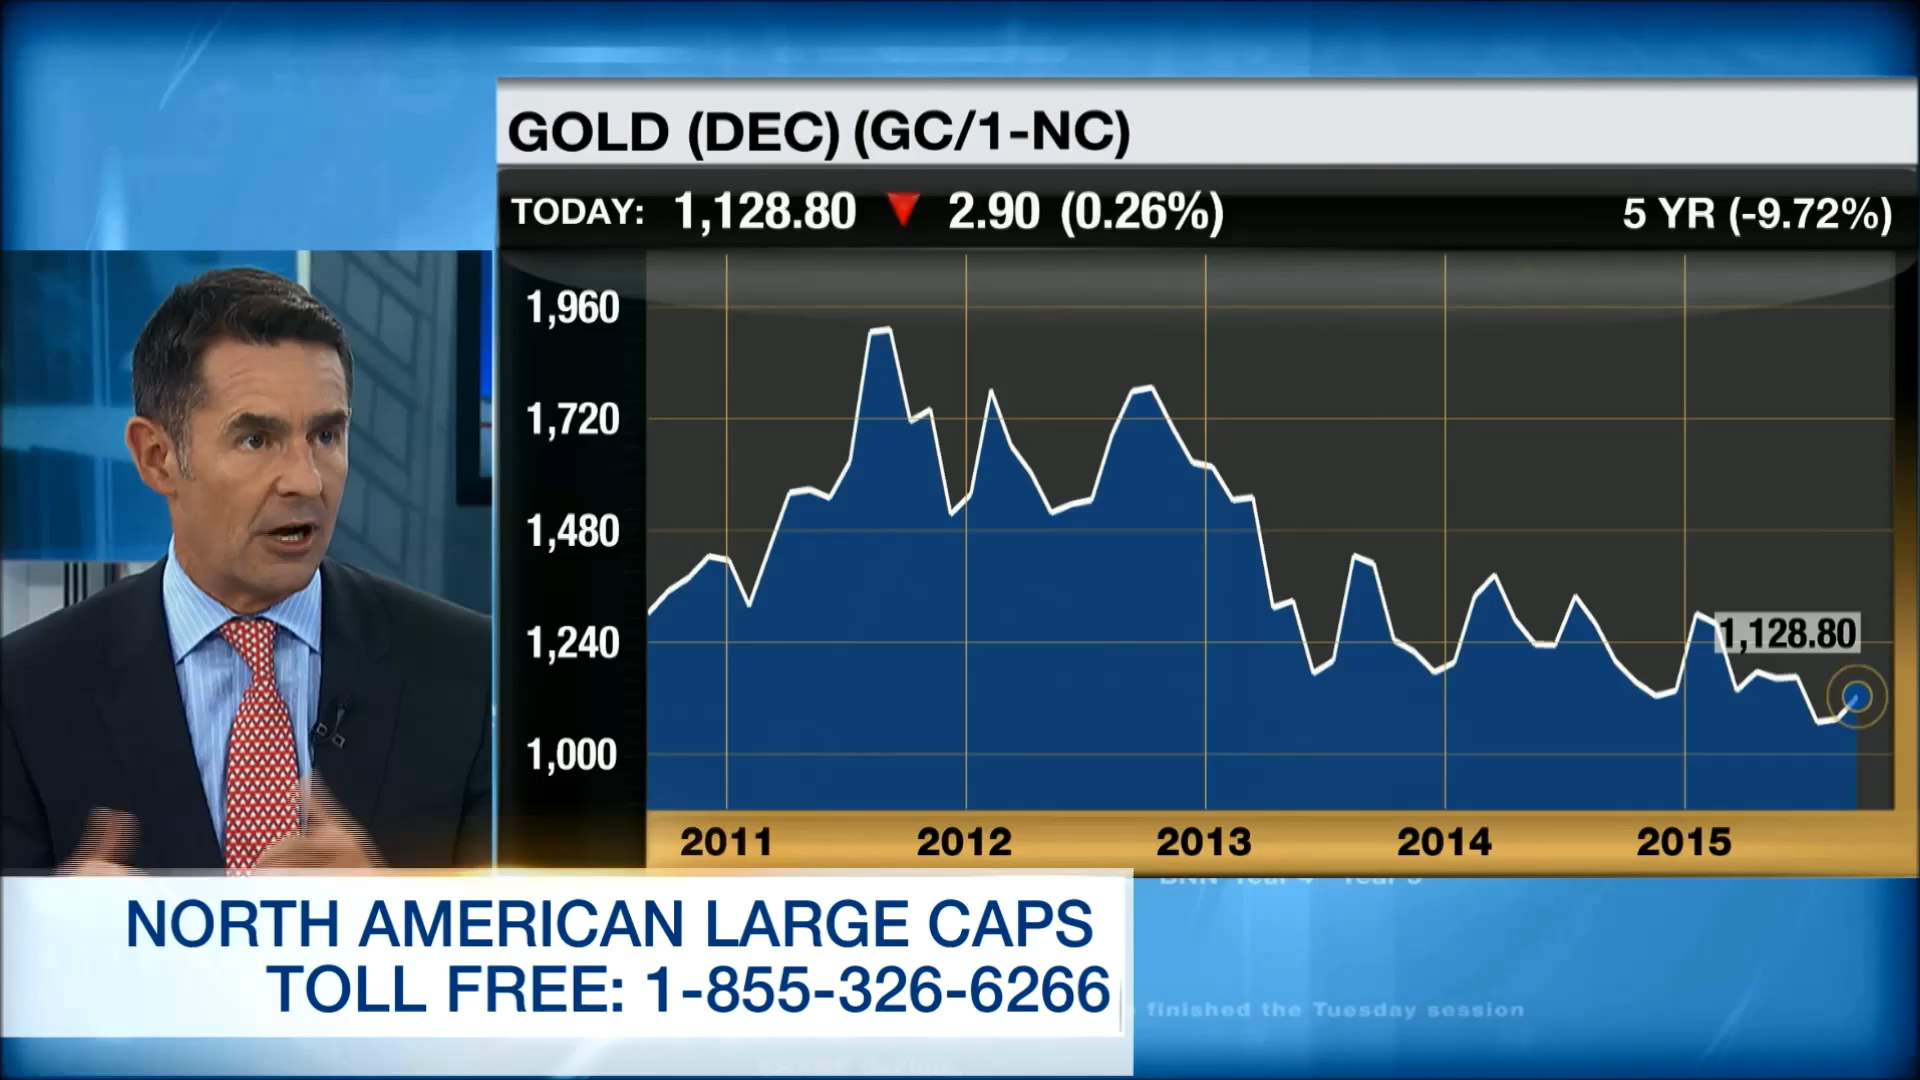 GOLD (DEC) (GC/1-NC)
TODAY: 1,128.80 ▼ 2.90 (0.26%) 5 YR (-9.72%)
1,960
1,720
1,480
1,240
1,000
1,128.80
2011 2012 2013 2014 2015
NORTH AMERICAN LARGE CAPS
TOLL FREE: 1-855-326-6266
finished the Tuesday session